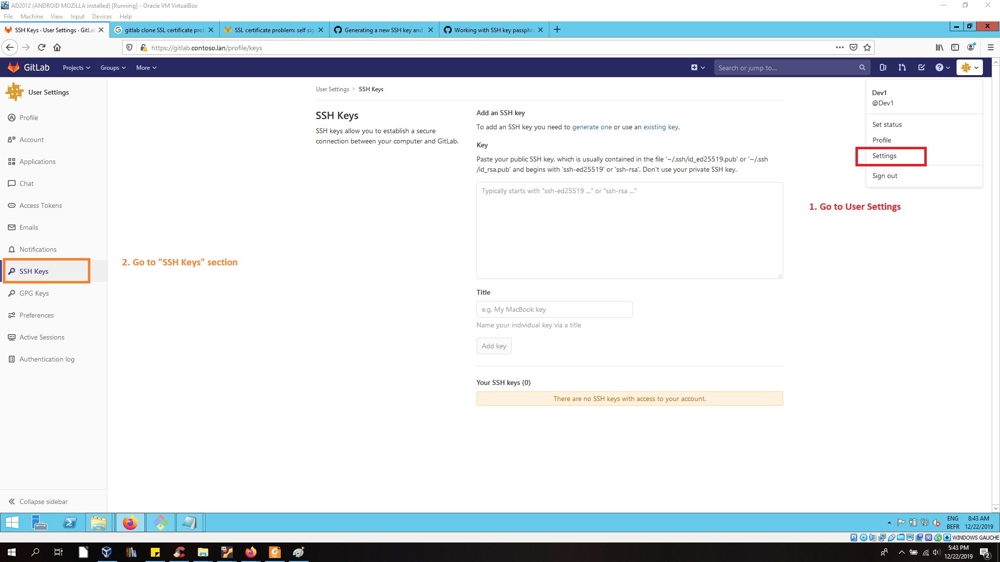 AD2012 (ANDROID MOZILLA installed) [Running] - Oracle VM VirtualBox
File Machine View Input Devices Help
SSH Keys · User Settings · GitLa
gitlab clone SSL certificate prob
SSL certificate problem: self sig
Generating a new SSH key and
Working with SSH key passphra
https://gitlab.contoso.lan/profile/keys
GitLab Projects Groups More
Search or jump to...
User Settings
Profile
Account
Applications
Chat
Access Tokens
Emails
Notifications
SSH Keys
GPG Keys
Preferences
Active Sessions
Authentication log
Collapse sidebar
2. Go to "SSH Keys" section
User Settings > SSH Keys
SSH Keys
SSH keys allow you to establish a secure
connection between your computer and GitLab.
Add an SSH key
To add an SSH key you need to generate one or use an existing key.
Key
Paste your public SSH key, which is usually contained in the file '~/.ssh/id_ed25519.pub' or '~/.ssh
/id_rsa.pub' and begins with 'ssh-ed25519' or 'ssh-rsa'. Don't use your private SSH key.
Typically starts with "ssh-ed25519 ..." or "ssh-rsa ..."
Title
e.g. My MacBook key
Name your individual key via a title
Add key
Your SSH keys (0)
There are no SSH keys with access to your account.
Dev1
@Dev1
Set status
Profile
Settings
Sign out
1. Go to User Settings
ENG 8:43 AM
BEFR 12/22/2019
WINDOWS GAUCHE
5:43 PM
12/22/2019
2